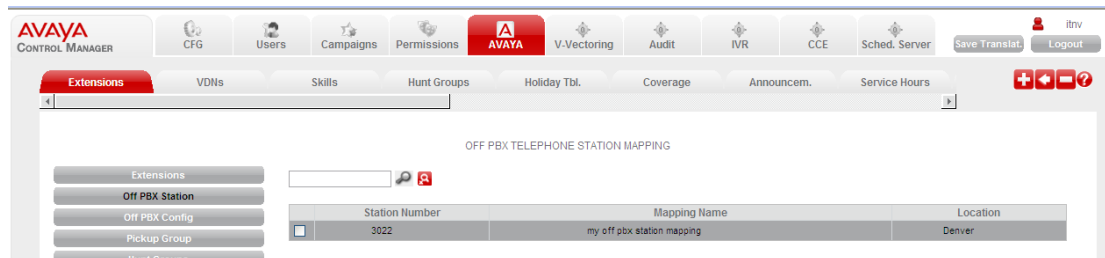 AVAYA
CONTROL MANAGER
CFG
Users
Campaigns
Permissions
AVAYA
V-Vectoring
Audit
IVR
CCE
Sched. Server
itnv
Save Translat.
Logout
Extensions
VDNs
Skills
Hunt Groups
Holiday Tbl.
Coverage
Announcem.
Service Hours
OFF PBX TELEPHONE STATION MAPPING
Extensions
Off PBX Station
Off PBX Config
Pickup Group
Station Number
Mapping Name
Location
3022
my off pbx station mapping
Denver